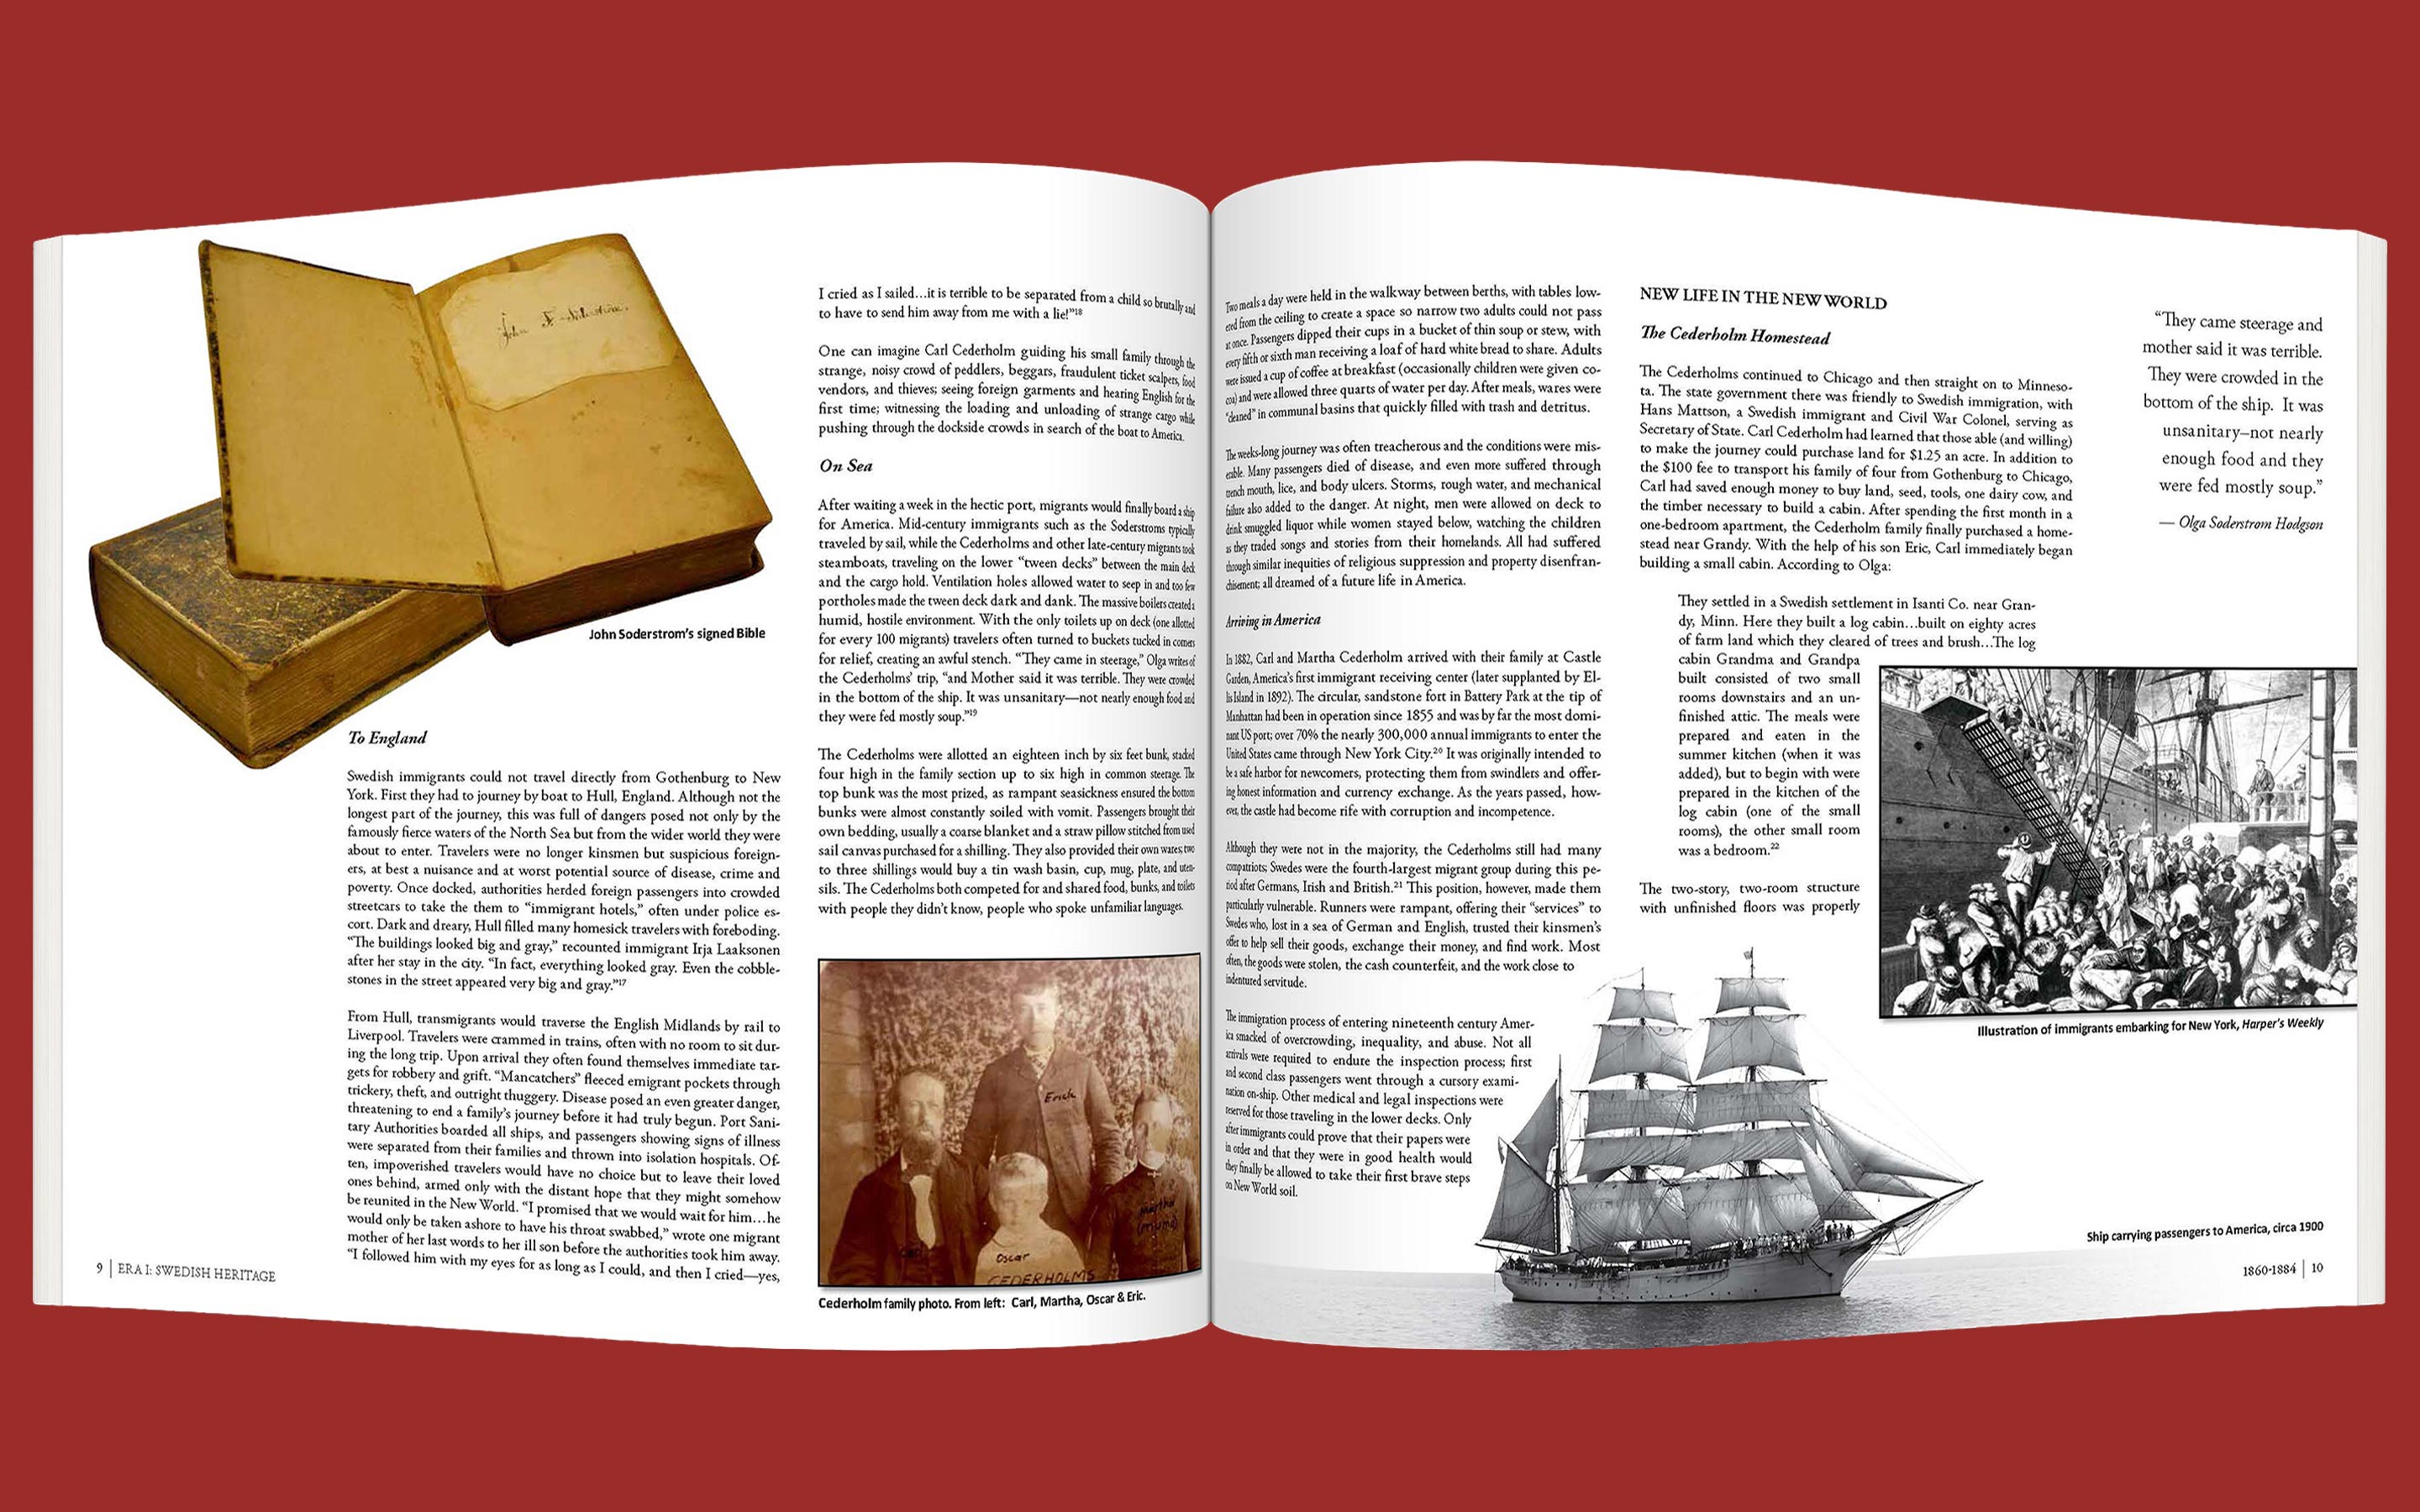 John F. Soderstrom.
John Soderstrom's signed Bible
To England
Swedish immigrants could not travel directly from Gothenburg to New
York. First they had to journey by boat to Hull, England. Although not the
longest part of the journey, this was full of dangers posed not only by the
famously fierce waters of the North Sea but from the wider world they were
about to enter. Travelers were no longer kinsmen but suspicious foreign-
ers, at best a nuisance and at worst potential source of disease, crime and
poverty. Once docked, authorities herded foreign passengers into crowded
streetcars to take the them to “immigrant hotels,” often under police es-
cort. Dark and dreary, Hull filled many homesick travelers with foreboding.
“The buildings looked big and gray,” recounted immigrant Irja Laaksonen
after her stay in the city. “In fact, everything looked gray. Even the cobble-
stones in the street appeared very big and gray.”17
From Hull, transmigrants would traverse the English Midlands by rail to
Liverpool. Travelers were crammed in trains, often with no room to sit dur-
ing the long trip. Upon arrival they often found themselves immediate tar-
gets for robbery and grift. “Mancatchers” fleeced emigrant pockets through
trickery, theft, and outright thuggery. Disease posed an even greater danger,
threatening to end a family's journey before it had truly begun. Port Sani-
tary Authorities boarded all ships, and passengers showing signs of illness
were separated from their families and thrown into isolation hospitals. Of-
ten, impoverished travelers would have no choice but to leave their loved
ones behind, armed only with the distant hope that they might somehow
be reunited in the New World. “I promised that we would wait for him…he
would only be taken ashore to have his throat swabbed,” wrote one migrant
mother of her last words to her ill son before the authorities took him away.
“I followed him with my eyes for as long as I could, and then I cried—yes,
9 | ERA I: SWEDISH HERITAGE
I cried as I sailed…it is terrible to be separated from a child so brutally and
to have to send him away from me with a lie!”18
One can imagine Carl Cederholm guiding his small family through the
strange, noisy crowd of peddlers, beggars, fraudulent ticket scalpers, food
vendors, and thieves; seeing foreign garments and hearing English for the
first time; witnessing the loading and unloading of strange cargo while
pushing through the dockside crowds in search of the boat to America.
On Sea
After waiting a week in the hectic port, migrants would finally board a ship
for America. Mid-century immigrants such as the Soderstroms typically
traveled by sail, while the Cederholms and other late-century migrants took
steamboats, traveling on the lower “tween decks” between the main deck
and the cargo hold. Ventilation holes allowed water to seep in and too few
portholes made the tween deck dark and dank. The massive boilers created a
humid, hostile environment. With the only toilets up on deck (one allotted
for every 100 migrants) travelers often turned to buckets tucked in corners
for relief, creating an awful stench. “They came in steerage,” Olga writes of
the Cederholms' trip, “and Mother said it was terrible. They were crowded
in the bottom of the ship. It was unsanitary—not nearly enough food and
they were fed mostly soup.”19
The Cederholms were allotted an eighteen inch by six feet bunk, stacked
four high in the family section up to six high in common steerage. The
top bunk was the most prized, as rampant seasickness ensured the bottom
bunks were almost constantly soiled with vomit. Passengers brought their
own bedding, usually a coarse blanket and a straw pillow stitched from used
sail canvas purchased for a shilling. They also provided their own wares; two
to three shillings would buy a tin wash basin, cup, mug, plate, and uten-
sils. The Cederholms both competed for and shared food, bunks, and toilets
with people they didn't know, people who spoke unfamiliar languages.
Erick
Martha
(muma)
Oscar
CEDERHOLMS
Cederholm family photo. From left: Carl, Martha, Oscar & Eric.
Two meals a day were held in the walkway between berths, with tables low-
ered from the ceiling to create a space so narrow two adults could not pass
at once. Passengers dipped their cups in a bucket of thin soup or stew, with
every fifth or sixth man receiving a loaf of hard white bread to share. Adults
were issued a cup of coffee at breakfast (occasionally children were given co-
coa) and were allowed three quarts of water per day. After meals, wares were
“cleaned” in communal basins that quickly filled with trash and detritus.
The weeks-long journey was often treacherous and the conditions were mis-
erable. Many passengers died of disease, and even more suffered through
trench mouth, lice, and body ulcers. Storms, rough water, and mechanical
failure also added to the danger. At night, men were allowed on deck to
drink smuggled liquor while women stayed below, watching the children
as they traded songs and stories from their homelands. All had suffered
through similar inequities of religious suppression and property disenfran-
chisement; all dreamed of a future life in America.
Arriving in America
In 1882, Carl and Martha Cederholm arrived with their family at Castle
Garden, America's first immigrant receiving center (later supplanted by El-
lis Island in 1892). The circular, sandstone fort in Battery Park at the tip of
Manhattan had been in operation since 1855 and was by far the most domi-
nant US port; over 70% the nearly 300,000 annual immigrants to enter the
United States came through New York City.20 It was originally intended to
be a safe harbor for newcomers, protecting them from swindlers and offer-
ing honest information and currency exchange. As the years passed, how-
ever, the castle had become rife with corruption and incompetence.
Although they were not in the majority, the Cederholms still had many
compatriots; Swedes were the fourth-largest migrant group during this pe-
riod after Germans, Irish and British.21 This position, however, made them
particularly vulnerable. Runners were rampant, offering their “services” to
Swedes who, lost in a sea of German and English, trusted their kinsmen's
offer to help sell their goods, exchange their money, and find work. Most
often, the goods were stolen, the cash counterfeit, and the work close to
indentured servitude.
The immigration process of entering nineteenth century Amer-
ica smacked of overcrowding, inequality, and abuse. Not all
arrivals were required to endure the inspection process; first
and second class passengers went through a cursory exami-
nation on-ship. Other medical and legal inspections were
reserved for those traveling in the lower decks. Only
after immigrants could prove that their papers were
in order and that they were in good health would
they finally be allowed to take their first brave steps
on New World soil.
NEW LIFE IN THE NEW WORLD
The Cederholm Homestead
The Cederholms continued to Chicago and then straight on to Minneso-
ta. The state government there was friendly to Swedish immigration, with
Hans Mattson, a Swedish immigrant and Civil War Colonel, serving as
Secretary of State. Carl Cederholm had learned that those able (and willing)
to make the journey could purchase land for $1.25 an acre. In addition to
the $100 fee to transport his family of four from Gothenburg to Chicago,
Carl had saved enough money to buy land, seed, tools, one dairy cow, and
the timber necessary to build a cabin. After spending the first month in a
one-bedroom apartment, the Cederholm family finally purchased a home-
stead near Grandy. With the help of his son Eric, Carl immediately began
building a small cabin. According to Olga:
They settled in a Swedish settlement in Isanti Co. near Gran-
dy, Minn. Here they built a log cabin…built on eighty acres
of farm land which they cleared of trees and brush…The log
cabin Grandma and Grandpa
built consisted of two small
rooms downstairs and an un-
finished attic. The meals were
prepared and eaten in the
summer kitchen (when it was
added), but to begin with were
prepared in the kitchen of the
log cabin (one of the small
rooms), the other small room
was a bedroom.22
The two-story, two-room structure
with unfinished floors was properly
“They came steerage and
mother said it was terrible.
They were crowded in the
bottom of the ship. It was
unsanitary–not nearly
enough food and they
were fed mostly soup.”
— Olga Soderstrom Hodgson
Illustration of immigrants embarking for New York, Harper's Weekly
Ship carrying passengers to America, circa 1900
1860-1884 | 10